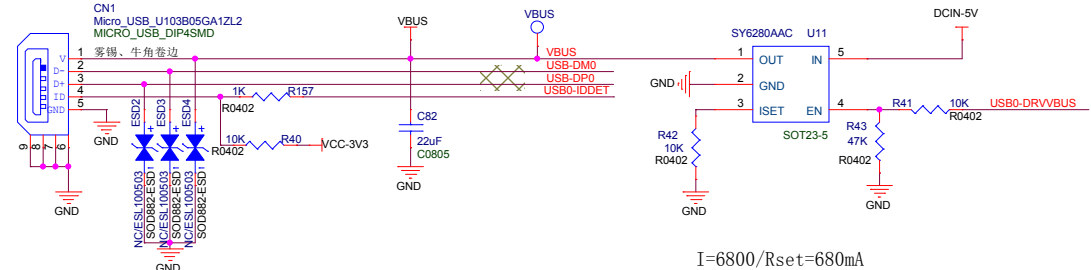 CN1
Micro_USB_U103B05GA1ZL2
MICRO_USB_DIP4SMD
雾锡、牛角卷边
V
D-
D+
ID
GND
1
2
3
4
5
9
8
7
6
GND
GND
ESD2
ESD3
ESD4
NC/ESL100503
SOD882-ESD1
NC/ESL100503
SOD882-ESD1
NC/ESL100503
SOD882-ESD1
GND
1K
R157
R0402
10K
R40
R0402
VCC-3V3
VBUS
C82
22uF
C0805
GND
VBUS
VBUS
USB-DM0
USB-DP0
USB0-IDDET
SY6280AAC
U11
DCIN-5V
1
OUT
IN
5
GND
2
GND
3
ISET
EN
4
SOT23-5
R42
10K
R0402
GND
R41
10K
R0402
USB0-DRVVBUS
R43
47K
R0402
GND
I=6800/Rset=680mA